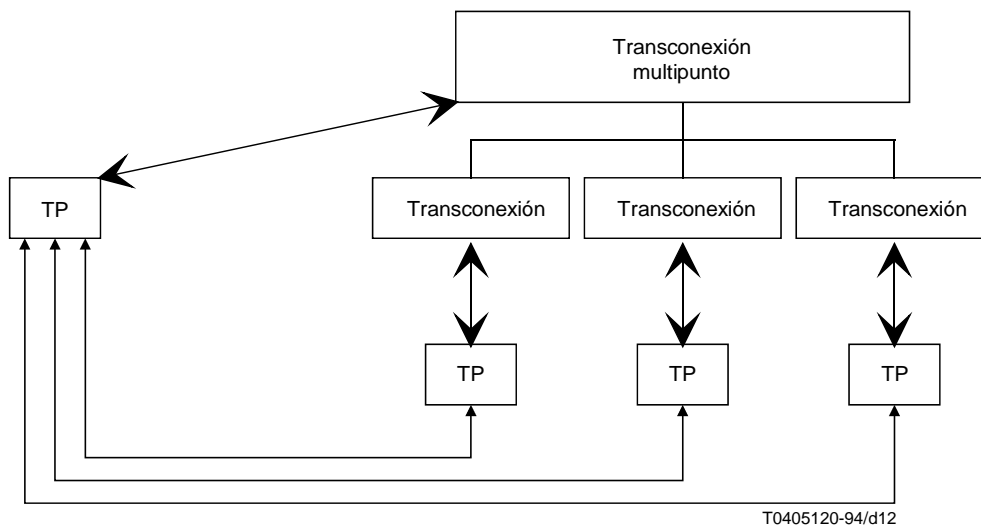 Transconexión
multipunto
TP
Transconexión
Transconexión
Transconexión
TP
TP
TP
T0405120-94/d12